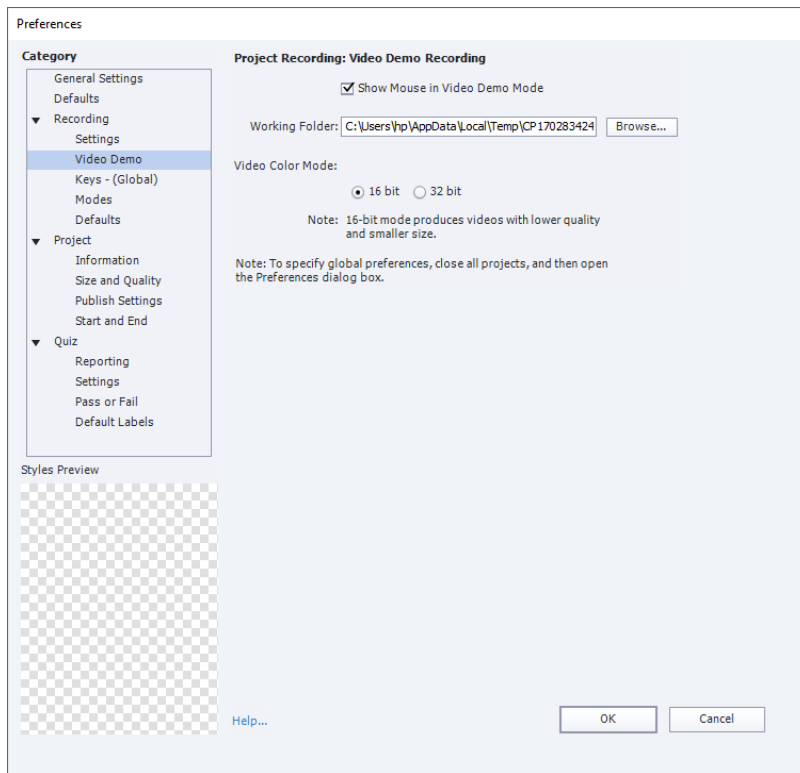 Preferences
Category
General Settings
Defaults
Recording
Settings
Video Demo
Keys - (Global)
Modes
Defaults
Project
Information
Size and Quality
Publish Settings
Start and End
Quiz
Reporting
Settings
Pass or Fail
Default Labels
Styles Preview
Project Recording: Video Demo Recording
Show Mouse in Video Demo Mode
Working Folder: C:\Users\hp\AppData\Local\Temp\CP170283424 Browse...
Video Color Mode:
16 bit 32 bit
Note: 16-bit mode produces videos with lower quality
and smaller size.
Note: To specify global preferences, close all projects, and then open
the Preferences dialog box.
Help... OK Cancel